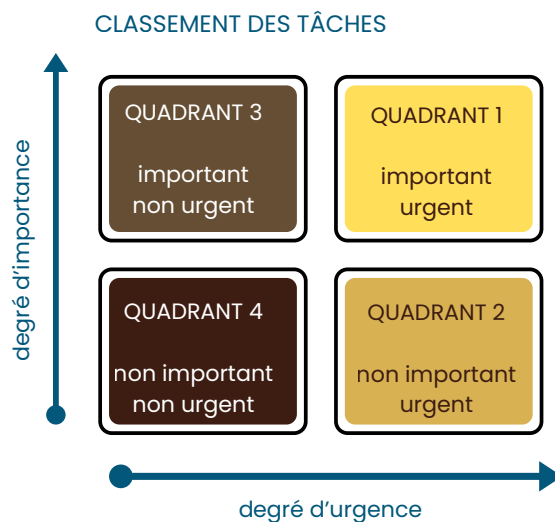 CLASSEMENT DES TÂCHES
degré d'importance
QUADRANT 3
important
non urgent
QUADRANT 1
important
urgent
QUADRANT 4
non important
non urgent
QUADRANT 2
non important
urgent
degré d'urgence